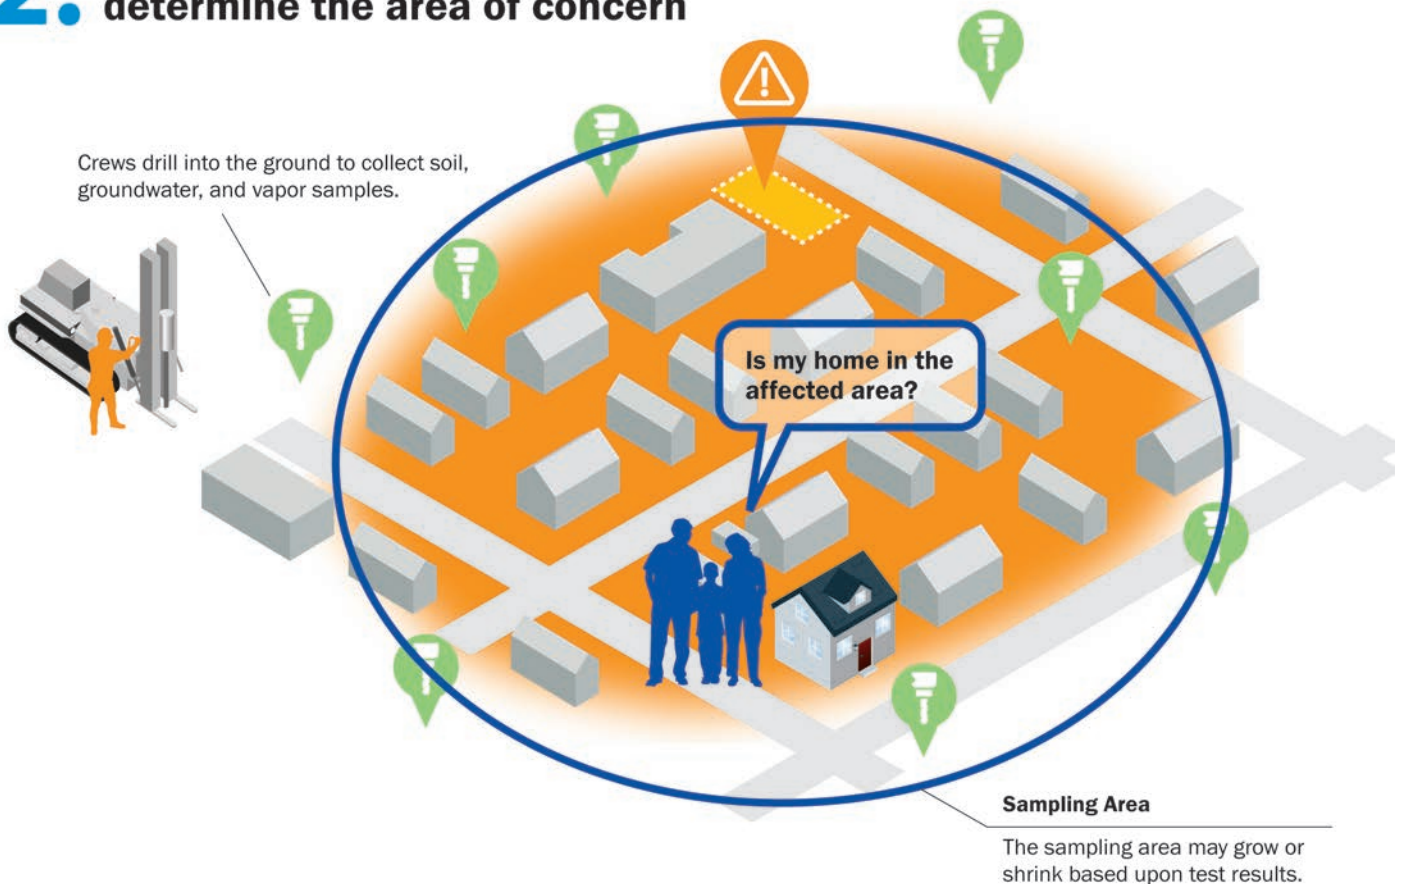 2. determine the area of concern
Crews drill into the ground to collect soil,
groundwater, and vapor samples.
Is my home in the
affected area?
Sampling Area
The sampling area may grow or
shrink based upon test results.